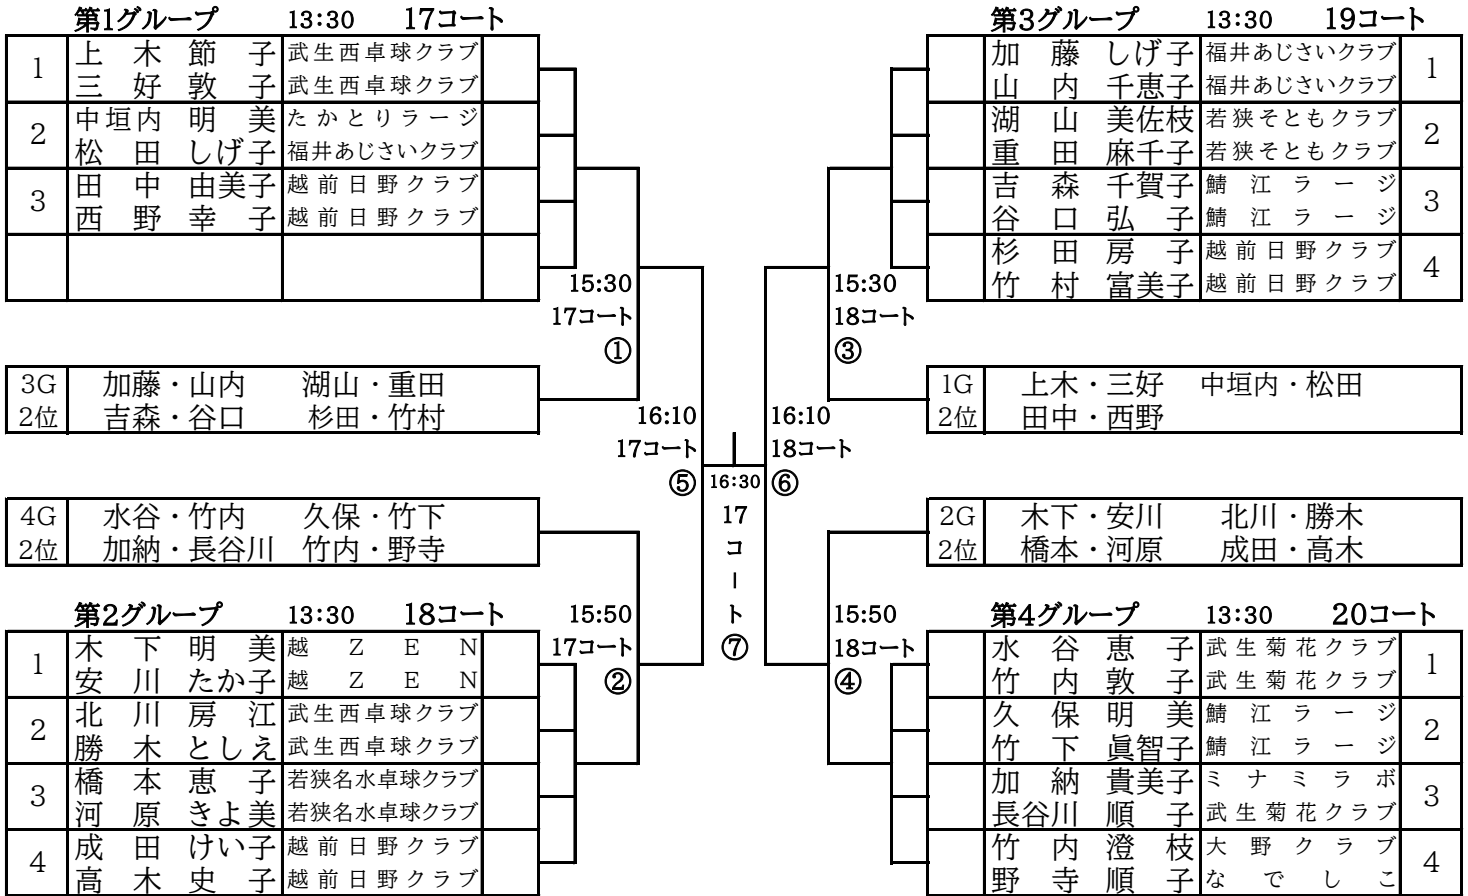 第1グループ 13:30 17コート
1
上木節子 武生西卓球クラブ
三好敦子 武生西卓球クラブ
2
中垣内明美 たかとりラージ
松田しげ子 福井あじさいクラブ
3
田中由美子 越前日野クラブ
西野幸子 越前日野クラブ
15:30
17コート
①
3G 加藤・山内 湖山・重田
2位 吉森・谷口 杉田・竹村
16:10
17コート
⑤
4G 水谷・竹内 久保・竹下
2位 加納・長谷川 竹内・野寺
第2グループ 13:30 18コート
1
木下明美 越ZEN
安川たか子 越ZEN
2
北川房江 武生西卓球クラブ
勝木としえ 武生西卓球クラブ
3
橋本恵子 若狭名水卓球クラブ
河原きよ美 若狭名水卓球クラブ
4
成田けい子 越前日野クラブ
高木史子 越前日野クラブ
15:50
17コート
②
16:30
17コート
⑦
第3グループ 13:30 19コート
加藤しげ子 福井あじさいクラブ
山内千恵子 福井あじさいクラブ
1
湖山美佐枝 若狭そともクラブ
重田麻千子 若狭そともクラブ
2
吉森千賀子 鯖江ラージ
谷口弘子 鯖江ラージ
3
杉田房子 越前日野クラブ
竹村富美子 越前日野クラブ
4
15:30
18コート
③
1G 上木・三好 中垣内・松田
2位 田中・西野
16:10
18コート
⑥
2G 木下・安川 北川・勝木
2位 橋本・河原 成田・高木
第4グループ 13:30 20コート
水谷恵子 武生菊花クラブ
竹内敦子 武生菊花クラブ
1
久保明美 鯖江ラージ
竹下眞智子 鯖江ラージ
2
加納貴美子 ミナミラボ
長谷川順子 武生菊花クラブ
3
竹内澄枝 大野クラブ
野寺順子 なでしこ
4
15:50
18コート
④